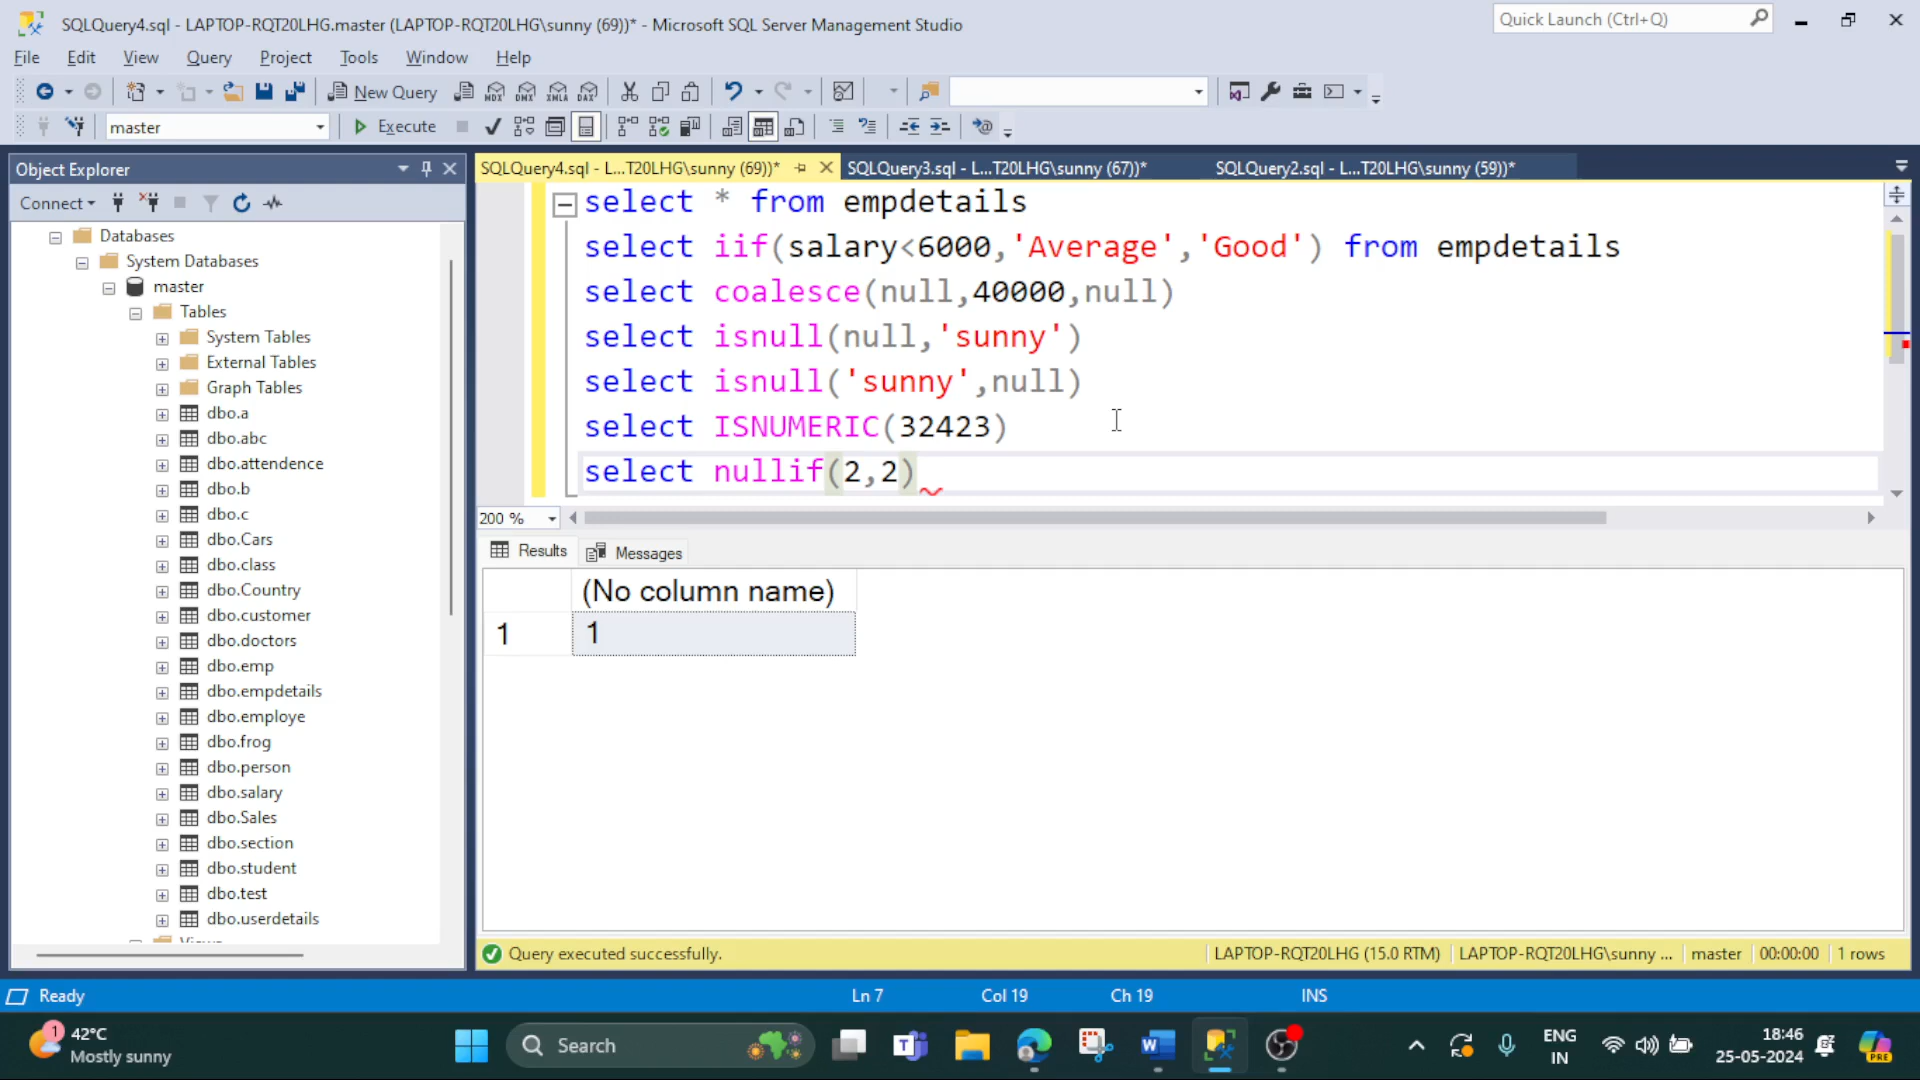 SQLQuery4.sql - LAPTOP-RQT20LHG.master (LAPTOP-RQT20LHG\sunny (69))* - Microsoft SQL Server Management Studio
Quick Launch (Ctrl+Q)
File Edit View Query Project Tools Window Help
New Query
MDX DMX XMLA DAX
master
Execute
Object Explorer
SQLQuery4.sql - L...T20LHG\sunny (69))*
SQLQuery3.sql - L...T20LHG\sunny (67))*
SQLQuery2.sql - L...T20LHG\sunny (59))*
Connect
Databases
System Databases
master
Tables
System Tables
External Tables
Graph Tables
dbo.a
dbo.abc
dbo.attendence
dbo.b
dbo.c
dbo.Cars
dbo.class
dbo.Country
dbo.customer
dbo.doctors
dbo.emp
dbo.empdetails
dbo.employe
dbo.frog
dbo.person
dbo.salary
dbo.Sales
dbo.section
dbo.student
dbo.test
dbo.userdetails
select * from empdetails
select iif(salary<6000,'Average','Good') from empdetails
select coalesce(null,40000,null)
select isnull(null,'sunny')
select isnull('sunny',null)
select ISNUMERIC(32423)
select nullif(2,2)
200 %
Results Messages
(No column name)
1 1
Query executed successfully.
LAPTOP-RQT20LHG (15.0 RTM)
LAPTOP-RQT20LHG\sunny ...
master
00:00:00
1 rows
Ready
Ln 7
Col 19
Ch 19
INS
1
42°C
Mostly sunny
Search
ENG
IN
18:46
25-05-2024
PRE